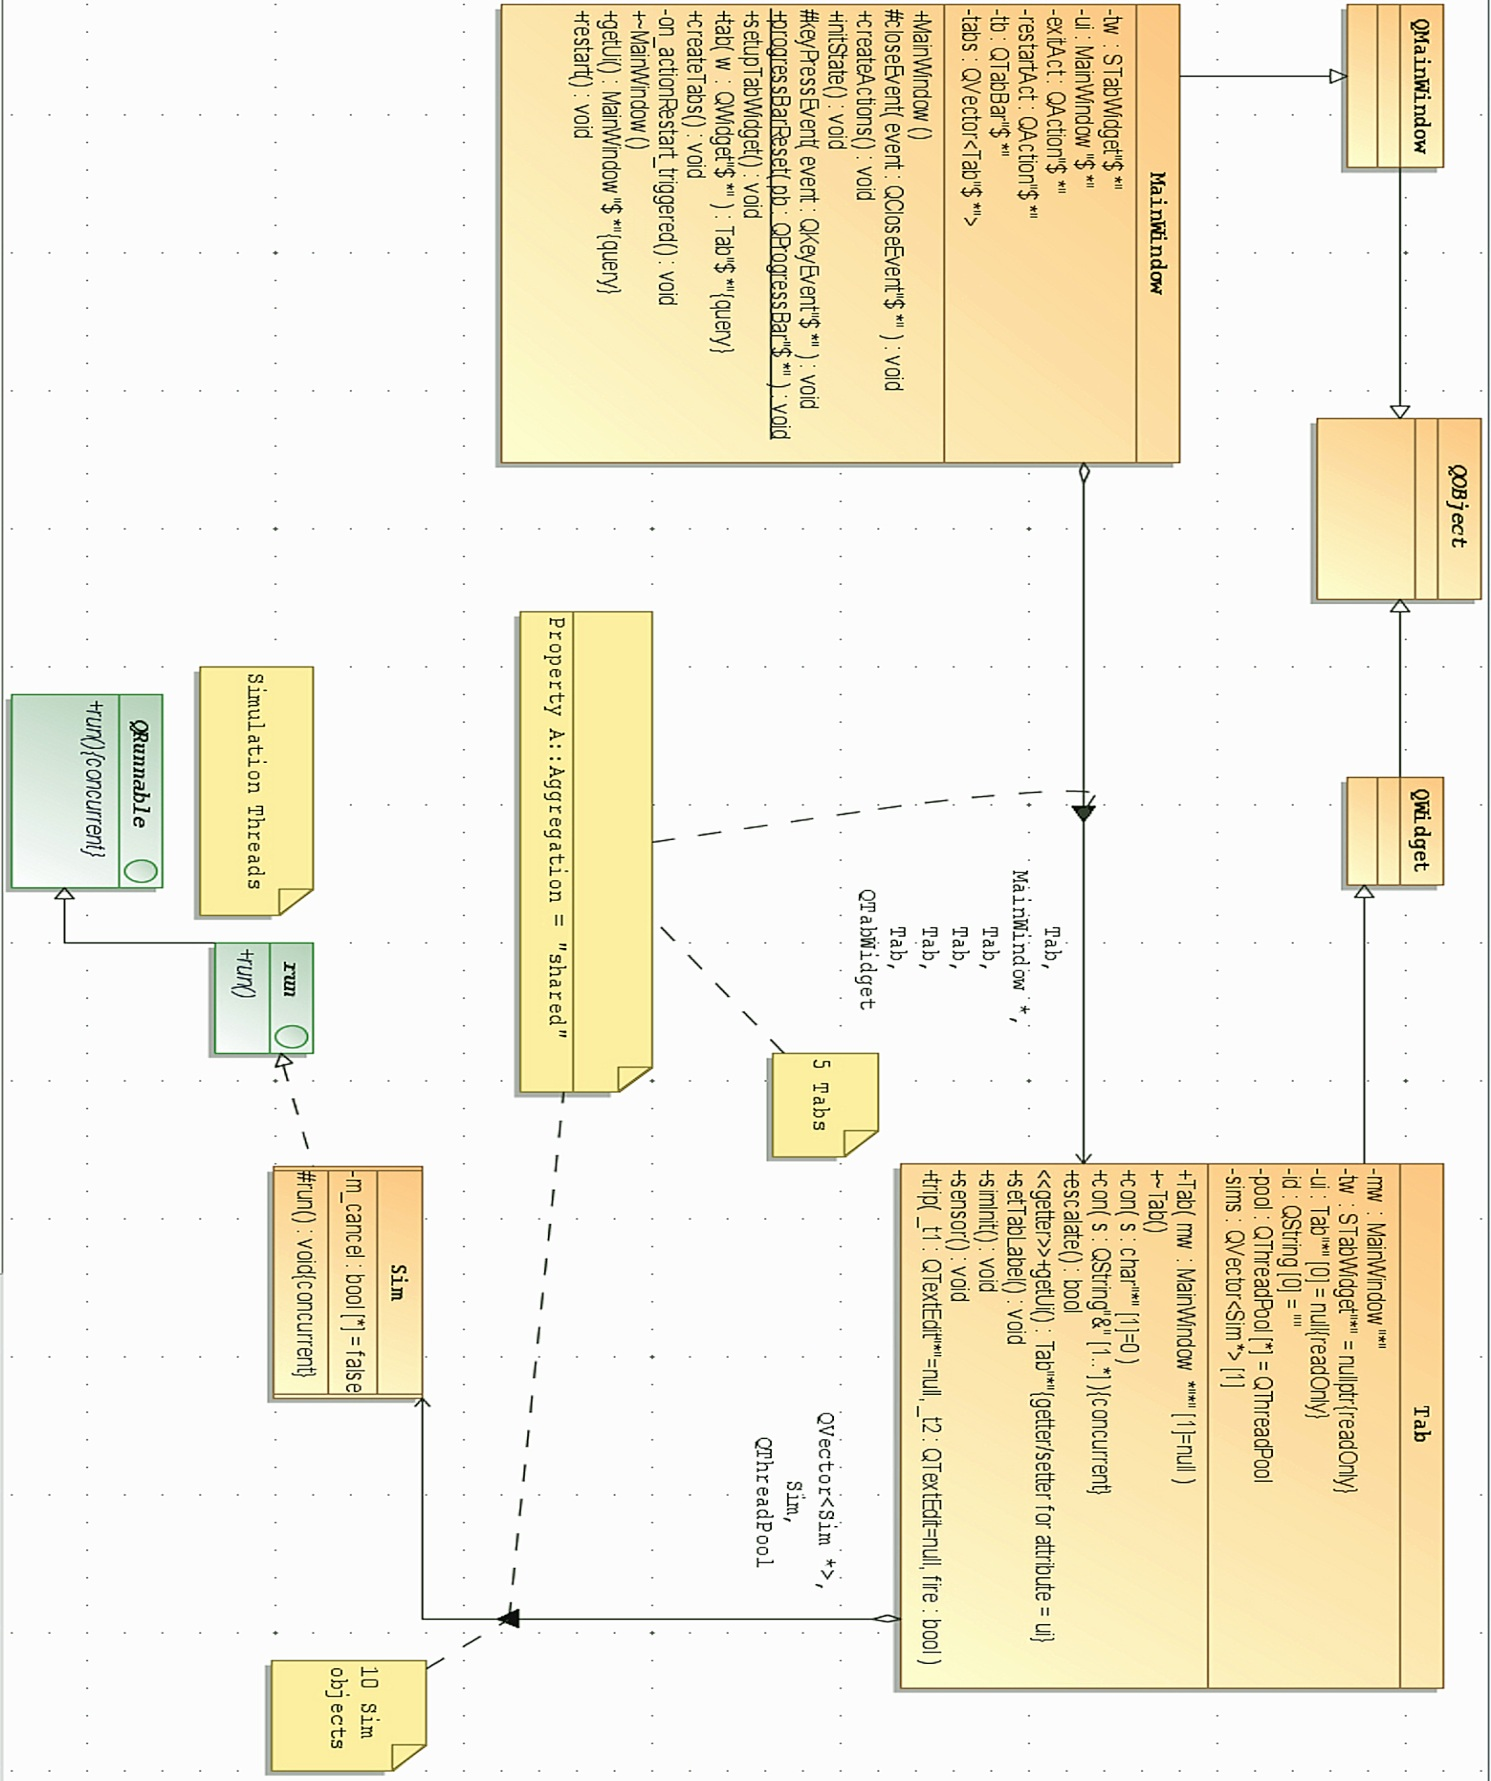 QMainWindow
QOBject
QWidget
MainWindow
-tw : STabWidget"$ *"
-ui : MainWindow "$ *"
-exitAct : QAction"$ *"
-restartAct : QAction"$ *"
-tb : QTabBar"$ *"
-tabs : QVector<Tab"$ *">
+MainWindow ()
#closeEvent( event : QCloseEvent"$ *" ) : void
+createActions() : void
+initState() : void
#keyPressEvent( event : QKeyEvent"$ *" ) : void
+progressBarReset( pb : QProgressBar"$ *" ) : void
+setupTabWidget() : void
+tab( w : QWidget"$ *" ) : Tab"$ *"{query}
+createTabs() : void
-on_actionRestart_triggered() : void
+~MainWindow ()
+getUi() : MainWindow "$ *"{query}
+restart() : void
Tab,
MainWindow *,
Tab,
Tab,
Tab,
Tab,
QTabWidget
Tab
-mw : MainWindow "*"
-tw : STabWidget"*" = nullptr{readOnly}
-ui : Tab"*" [0] = null{readOnly}
-id : QString [0] = ""
-pool : QThreadPool [*] = QThreadPool
-sims : QVector<Sim*> [1]
+Tab( mw : MainWindow *"*" [1]=null )
+~Tab()
+con( s : char"*" [1]=0 )
+con( s : QString"&" [1..*] ){concurrent}
+escalate() : bool
<<getter>>+getUi() : Tab"*"{getter/setter for attribute = ui}
+setTabLabel() : void
+simInit() : void
+sensor() : void
+trip( _t1 : QTextEdit"*"=null, _t2 : QTextEdit=null, fire : bool )
5 Tabs
Property A::Aggregation = "shared"
QVector<Sim *>,
Sim,
QThreadPool
Simulation Threads
QRunnable
+run(){concurrent}
run
+run()
Sim
-m_cancel : bool [*] = false
#run() : void{concurrent}
10 Sim
objects